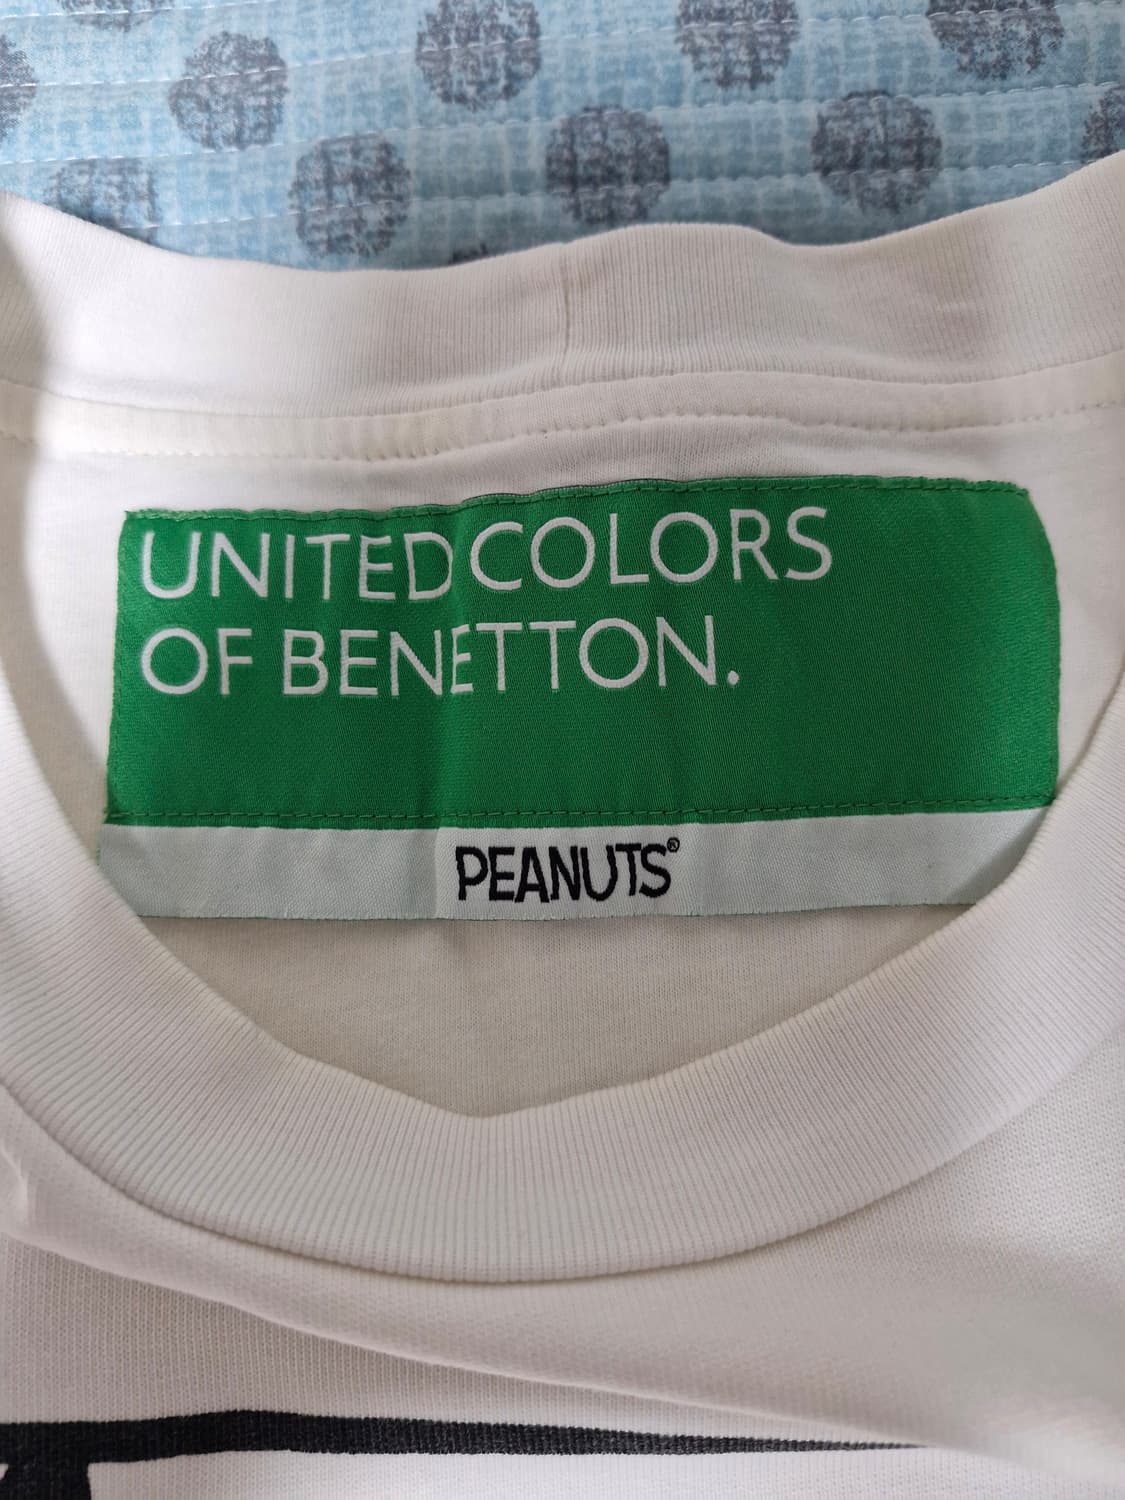 UNITED COLORS
OF BENETTON.
PEANUTS®